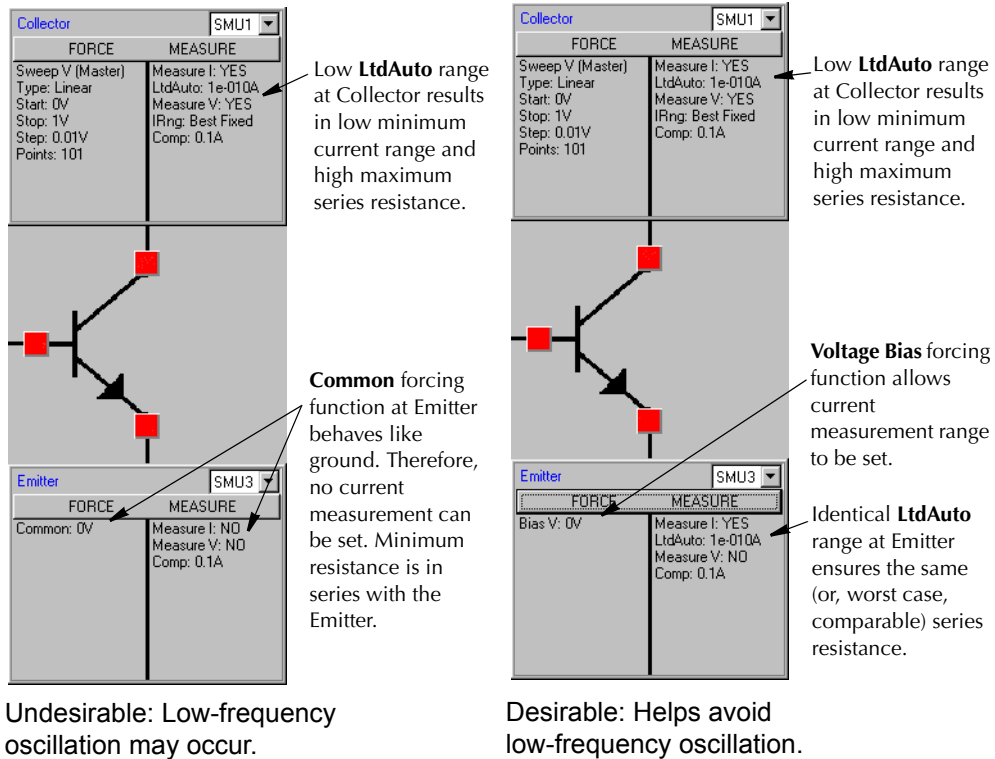 Collector
SMU1
FORCE MEASURE
Sweep V (Master)
Type: Linear
Start: 0V
Stop: 1V
Step: 0.01V
Points: 101
Measure I: YES
LtdAuto: 1e-010A
Measure V: YES
IRng: Best Fixed
Comp: 0.1A
Low LtdAuto range
at Collector results
in low minimum
current range and
high maximum
series resistance.
Common forcing
function at Emitter
behaves like
ground. Therefore,
no current
measurement can
be set. Minimum
resistance is in
series with the
Emitter.
Emitter
SMU3
FORCE MEASURE
Common: 0V
Measure I: NO
Measure V: NO
Comp: 0.1A
Undesirable: Low-frequency
oscillation may occur.
Collector
SMU1
FORCE MEASURE
Sweep V (Master)
Type: Linear
Start: 0V
Stop: 1V
Step: 0.01V
Points: 101
Measure I: YES
LtdAuto: 1e-010A
Measure V: YES
IRng: Best Fixed
Comp: 0.1A
Low LtdAuto range
at Collector results
in low minimum
current range and
high maximum
series resistance.
Voltage Bias forcing
function allows
current
measurement range
to be set.
Emitter
SMU3
FORCE MEASURE
Bias V: 0V
Measure I: YES
LtdAuto: 1e-010A
Measure V: NO
Comp: 0.1A
Identical LtdAuto
range at Emitter
ensures the same
(or, worst case,
comparable) series
resistance.
Desirable: Helps avoid
low-frequency oscillation.